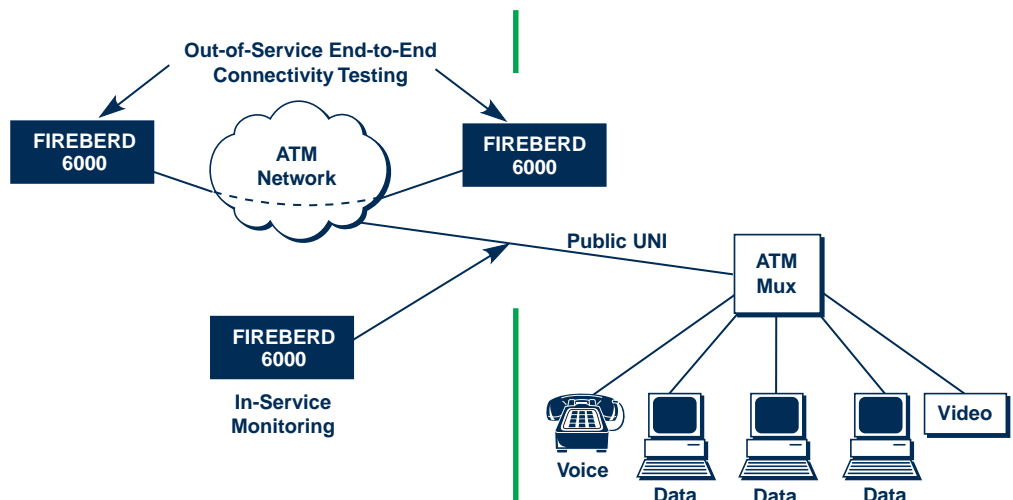 Out-of-Service End-to-End
Connectivity Testing
FIREBERD
6000
ATM
Network
FIREBERD
6000
Public UNI
ATM
Mux
FIREBERD
6000
In-Service
Monitoring
Voice
Data
Data
Data
Video